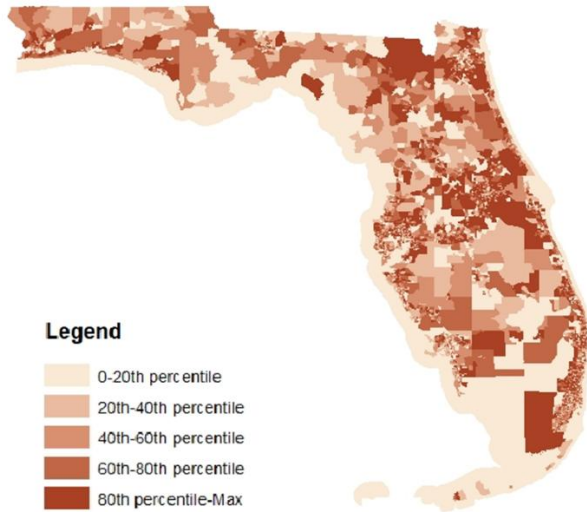 Legend
0-20th percentile
20th-40th percentile
40th-60th percentile
60th-80th percentile
80th percentile-Max